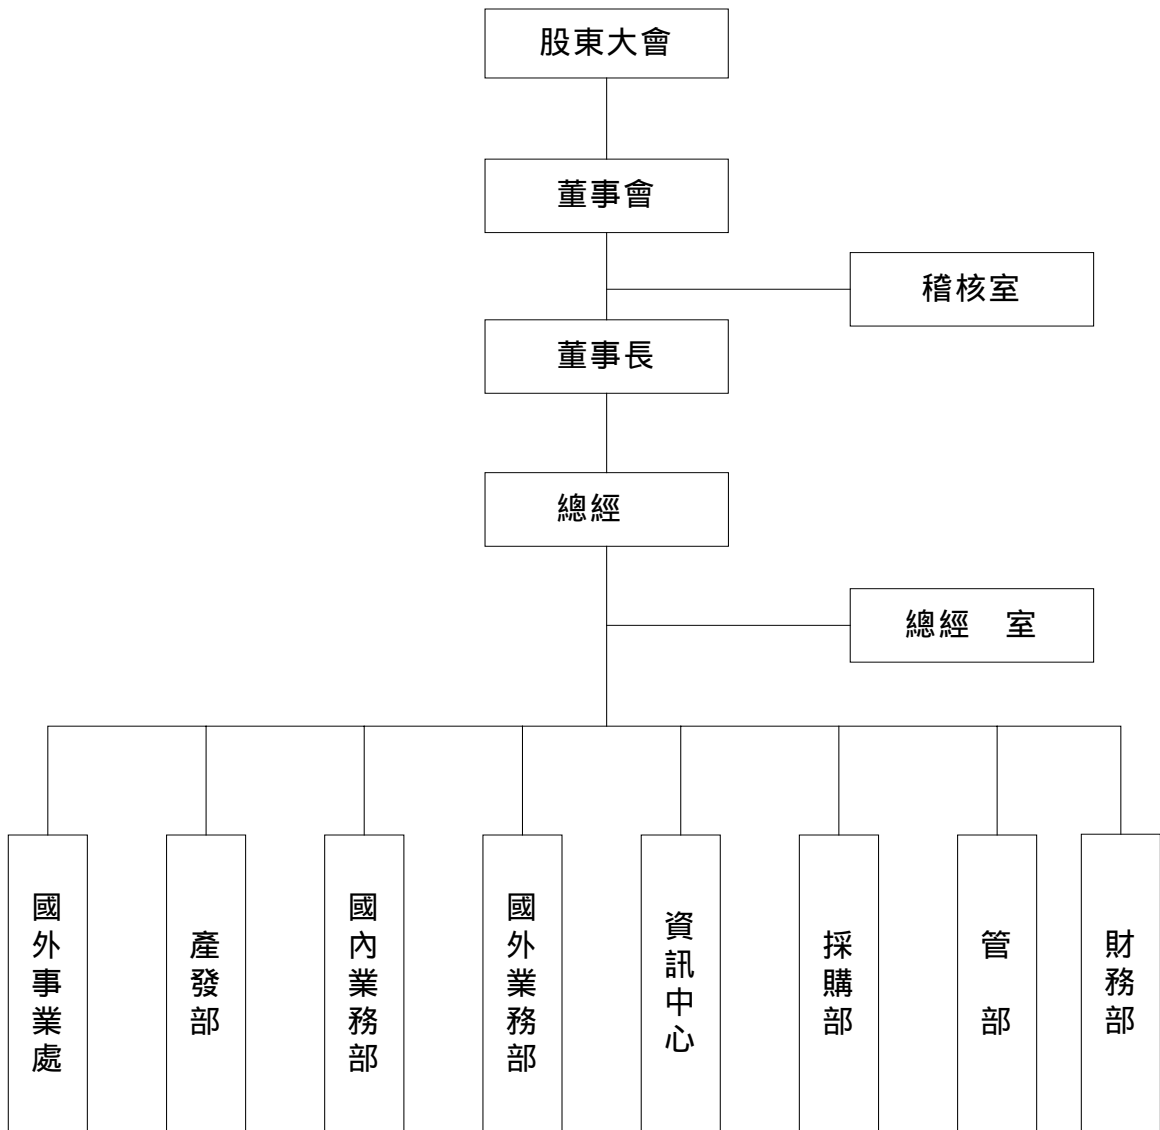 股東大會
董事會
稽核室
董事長
總經
總經　室
國外事業處
產發部
國內業務部
國外業務部
資訊中心
採購部
管　部
財務部